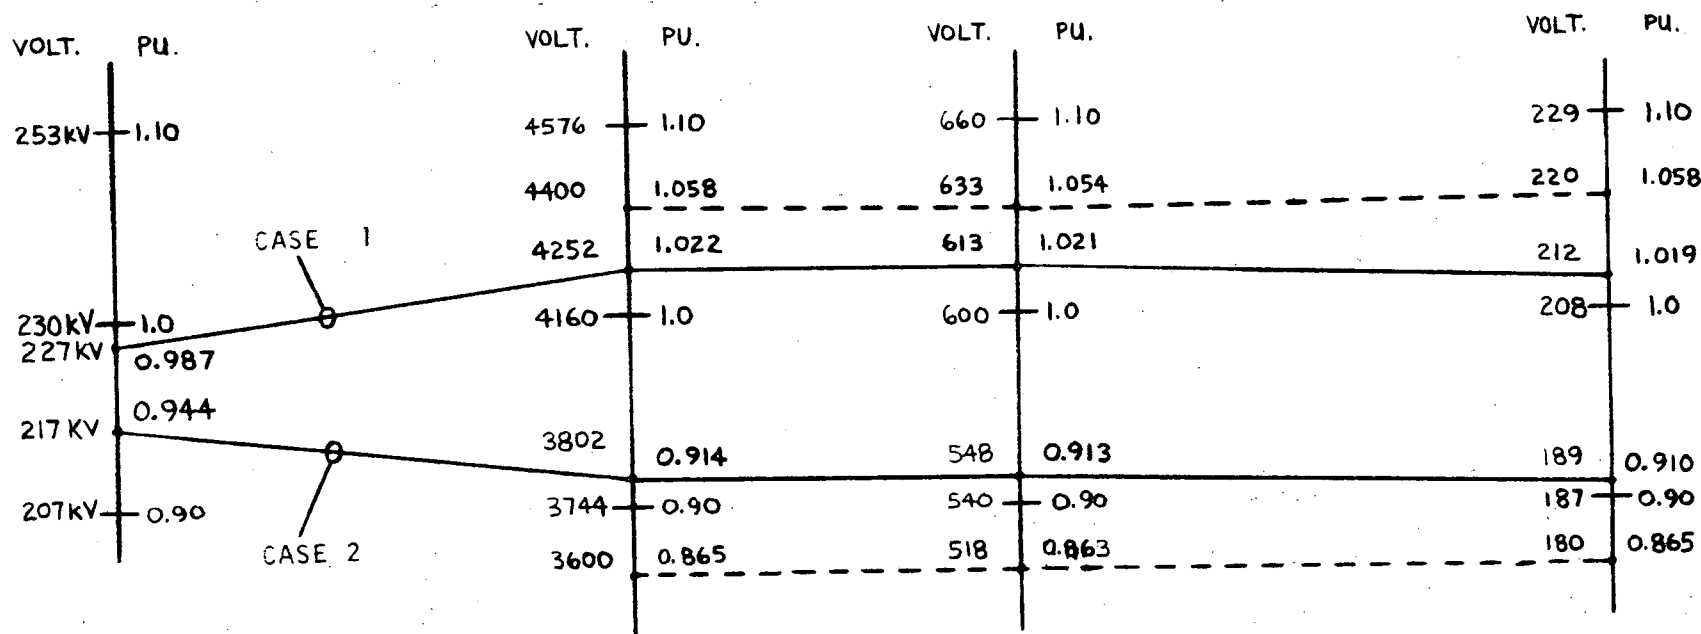 VOLT. PU. VOLT. PU. VOLT. PU. VOLT. PU.
253KV 1.10 4576 1.10 660 1.10 229 1.10
4400 1.058 633 1.054 220 1.058
CASE 1 4252 1.022 613 1.021 212 1.019
230KV 1.0 4160 1.0 600 1.0 208 1.0
227KV 0.987
0.944
217KV 3802 0.914 548 0.913 189 0.910
207KV 0.90 3744 0.90 540 0.90 187 0.90
CASE 2 3600 0.865 518 0.863 180 0.865